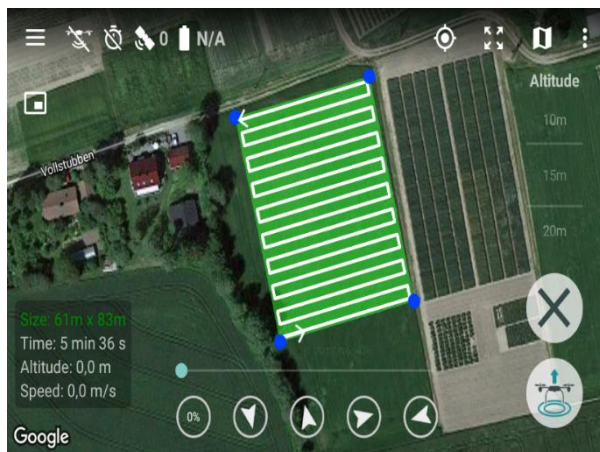 0 N/A
Altitude
10m
15m
20m
Vollstubben
Size: 61m x 83m
Time: 5 min 36 s
Altitude: 0,0 m
Speed: 0,0 m/s
0%
Google